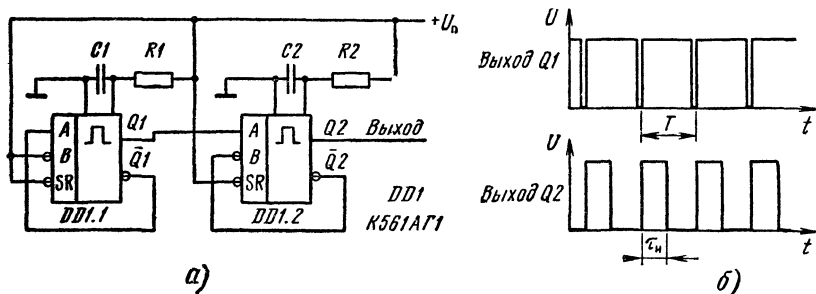 C1 R1 C2 R2 +Uп
A B SR Q1 Q̄1 DD1.1
A B SR Q2 Q̄2 DD1.2
Выход
DD1
К561АГ1
а)
U
Выход Q1
T
t
U
Выход Q2
τи
t
б)